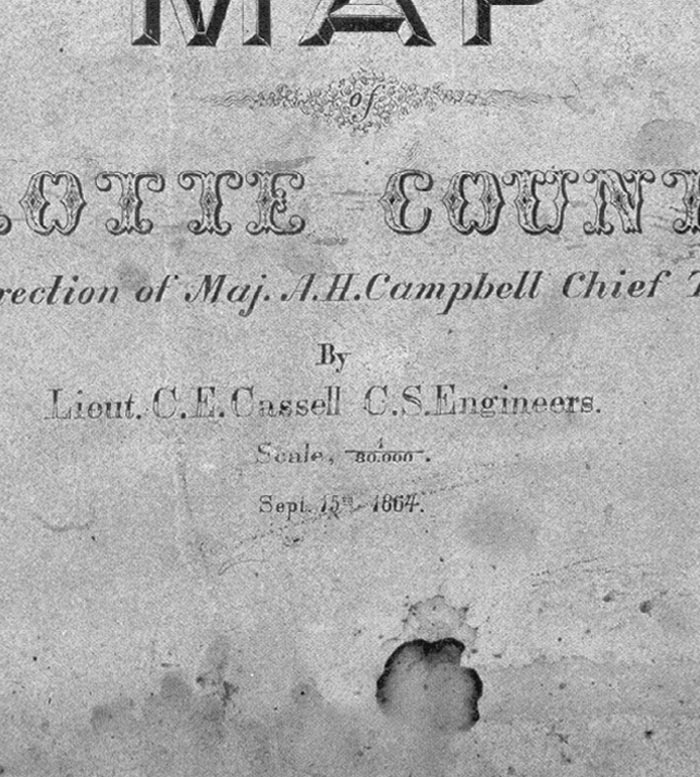 MAP
of
LOTTE COUNT
rection of Maj. A.H.Campbell Chief T
By
Lieut. C.E.Cassell C.S.Engineers.
Scale, 1/80.000.
Sept. 15th 1864.